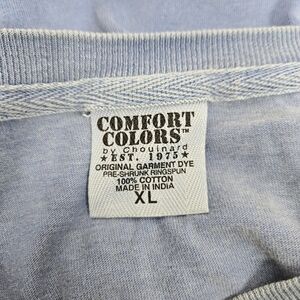 COMFORT
COLORS™
by Chouinard
★ EST. 1975 ★
ORIGINAL GARMENT DYE
PRE-SHRUNK RINGSPUN
100% COTTON
MADE IN INDIA
XL